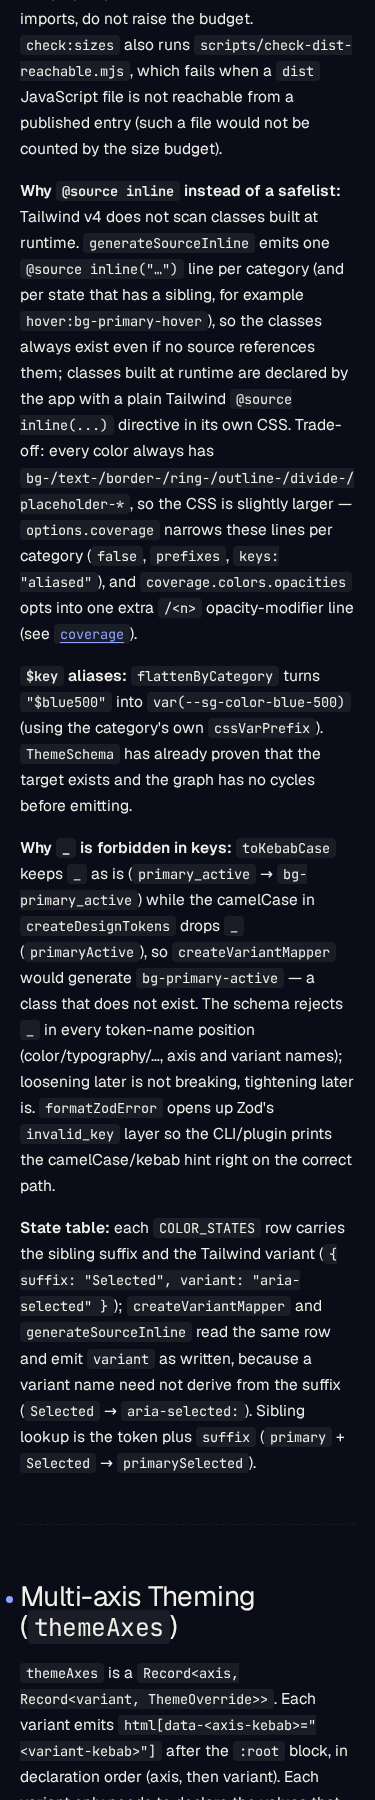 imports, do not raise the budget.
check:sizes also runs scripts/check-dist-
reachable.mjs, which fails when a dist
JavaScript file is not reachable from a
published entry (such a file would not be
counted by the size budget).
Why @source inline instead of a safelist:
Tailwind v4 does not scan classes built at
runtime. generateSourceInline emits one
@source inline("…") line per category (and
per state that has a sibling, for example
hover:bg-primary-hover), so the classes
always exist even if no source references
them; classes built at runtime are declared by
the app with a plain Tailwind @source
inline(...) directive in its own CSS. Trade-
off: every color always has
bg-/text-/border-/ring-/outline-/divide-/
placeholder-*, so the CSS is slightly larger —
options.coverage narrows these lines per
category (false, prefixes, keys:
"aliased"), and coverage.colors.opacities
opts into one extra /<n> opacity-modifier line
(see coverage).
$key aliases: flattenByCategory turns
"$blue500" into var(--sg-color-blue-500)
(using the category's own cssVarPrefix).
ThemeSchema has already proven that the
target exists and the graph has no cycles
before emitting.
Why _ is forbidden in keys: toKebabCase
keeps _ as is (primary_active → bg-
primary_active) while the camelCase in
createDesignTokens drops _
(primaryActive), so createVariantMapper
would generate bg-primary-active — a
class that does not exist. The schema rejects
_ in every token-name position
(color/typography/…, axis and variant names);
loosening later is not breaking, tightening later
is. formatZodError opens up Zod's
invalid_key layer so the CLI/plugin prints
the camelCase/kebab hint right on the correct
path.
State table: each COLOR_STATES row carries
the sibling suffix and the Tailwind variant ({
suffix: "Selected", variant: "aria-
selected" }); createVariantMapper and
generateSourceInline read the same row
and emit variant as written, because a
variant name need not derive from the suffix
(Selected → aria-selected:). Sibling
lookup is the token plus suffix (primary +
Selected → primarySelected).
Multi-axis Theming
(themeAxes)
themeAxes is a Record<axis,
Record<variant, ThemeOverride>>. Each
variant emits html[data-<axis-kebab>="
<variant-kebab>"] after the :root block, in
declaration order (axis, then variant). Each
variant only needs to declare the values that